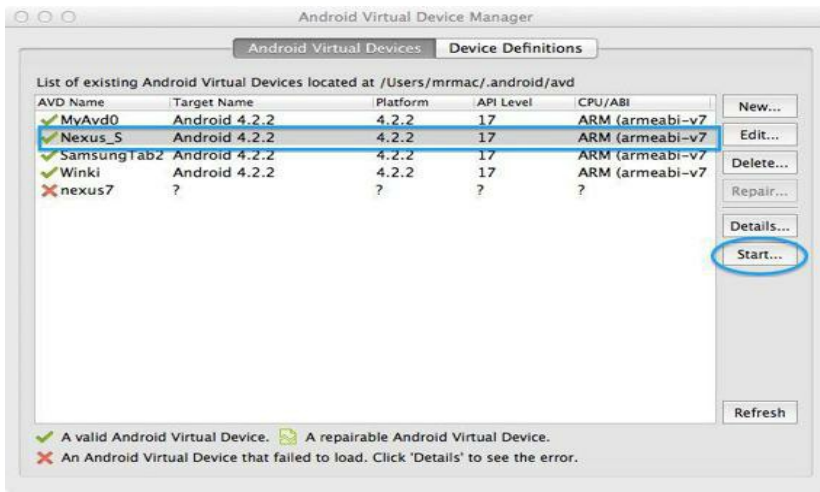 Android Virtual Device Manager
Android Virtual Devices Device Definitions
List of existing Android Virtual Devices located at /Users/mrmac/.android/avd
AVD Name Target Name Platform API Level CPU/ABI
MyAvd0 Android 4.2.2 4.2.2 17 ARM (armeabi-v7
Nexus_S Android 4.2.2 4.2.2 17 ARM (armeabi-v7
SamsungTab2 Android 4.2.2 4.2.2 17 ARM (armeabi-v7
Winki Android 4.2.2 4.2.2 17 ARM (armeabi-v7
nexus7 ? ? ? ?
New...
Edit...
Delete...
Repair...
Details...
Start...
Refresh
A valid Android Virtual Device. A repairable Android Virtual Device.
An Android Virtual Device that failed to load. Click 'Details' to see the error.